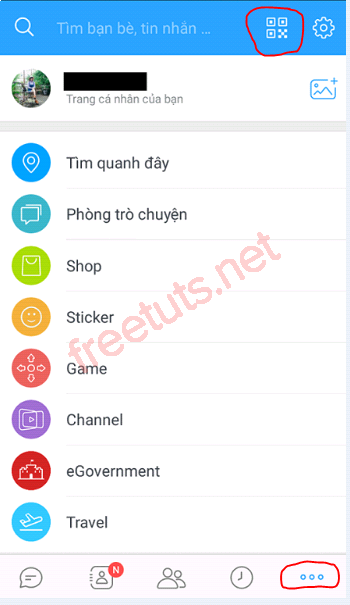 Tìm bạn bè, tin nhắn ...
Trang cá nhân của bạn
Tìm quanh đây
Phòng trò chuyện
Shop
Sticker
Game
Channel
eGovernment
Travel
N
freetuts.net